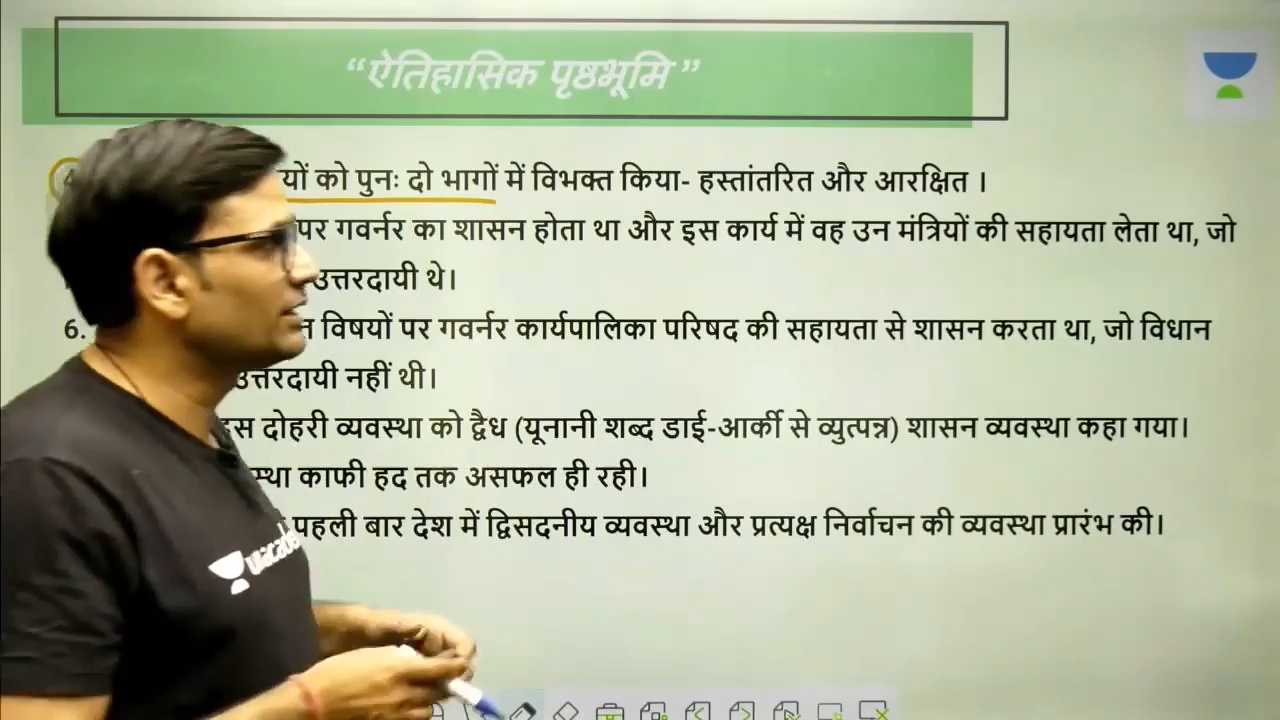 “ऐतिहासिक पृष्ठभूमि”
को पुनः दो भागों में विभक्त किया- हस्तांतरित और आरक्षित ।
पर गवर्नर का शासन होता था और इस कार्य में वह उन मंत्रियों की सहायता लेता था, जो
उत्तरदायी थे।
6. विषयों पर गवर्नर कार्यपालिका परिषद की सहायता से शासन करता था, जो विधान
उत्तरदायी नहीं थी।
इस दोहरी व्यवस्था को द्वैध (यूनानी शब्द डाई-आर्की से व्युत्पन्न) शासन व्यवस्था कहा गया।
काफी हद तक असफल ही रही।
पहली बार देश में द्विसदनीय व्यवस्था और प्रत्यक्ष निर्वाचन की व्यवस्था प्रारंभ की।